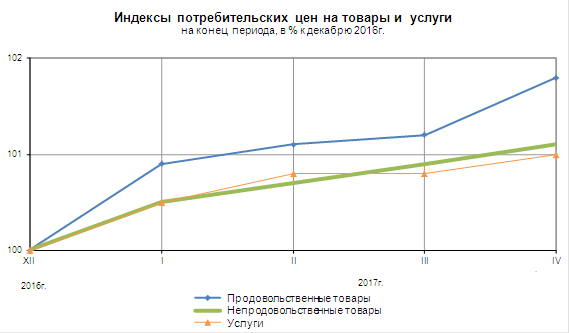 Индексы потребительских цен на товары и услуги
на конец периода, в % к декабрю 2016г.
102
101
100
XII
I
II
III
IV
2016г.
2017г.
Продовольственные товары
Непродовольственные товары
Услуги